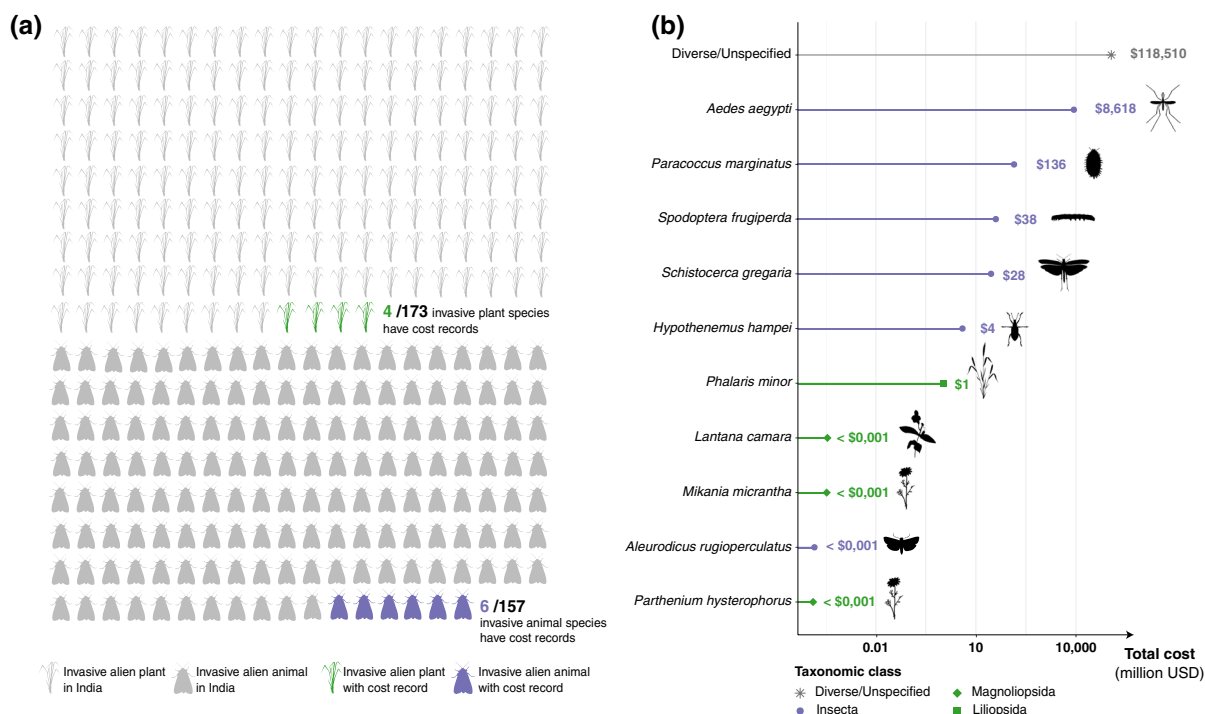 (a)
4 /173 invasive plant species
have cost records
6 /157
invasive animal species
have cost records
Invasive alien plant
in India
Invasive alien animal
in India
Invasive alien plant
with cost record
Invasive alien animal
with cost record
(b)
Diverse/Unspecified
$118,510
Aedes aegypti
$8,618
Paracoccus marginatus
$136
Spodoptera frugiperda
$38
Schistocerca gregaria
$28
Hypothenemus hampei
$4
Phalaris minor
$1
Lantana camara
< $0,001
Mikania micrantha
< $0,001
Aleurodicus rugioperculatus
< $0,001
Parthenium hysterophorus
< $0,001
0.01
10
10,000
Total cost
(million USD)
Taxonomic class
Diverse/Unspecified
Insecta
Magnoliopsida
Liliopsida